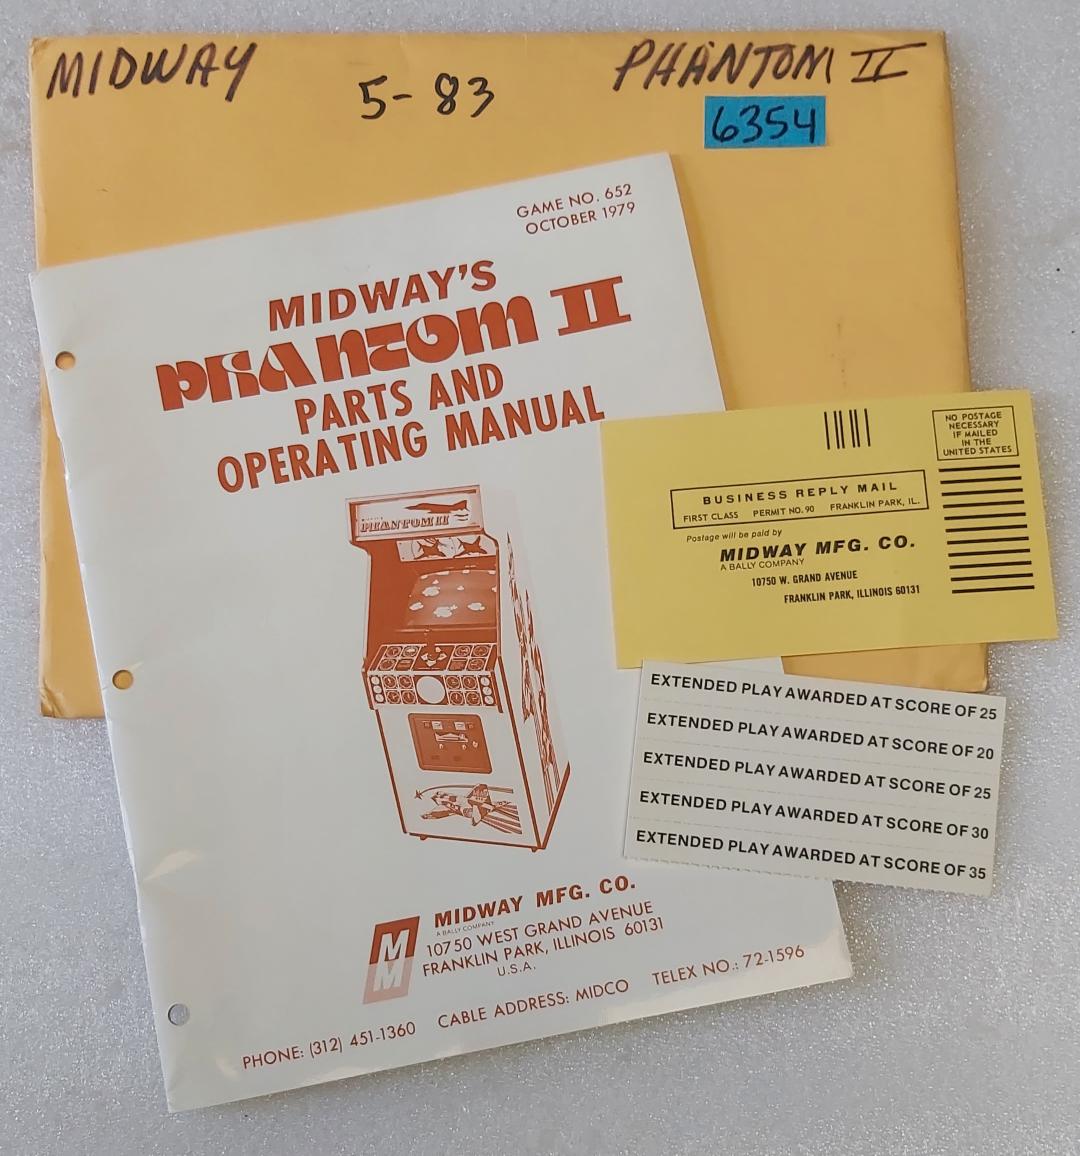 MIDWAY
5-83
PHANTOM II
6354
GAME NO. 652
OCTOBER 1979
MIDWAY'S
PHANTOM II
PARTS AND
OPERATING MANUAL
PHANTOM II
MIDWAY MFG. CO.
A BALLY COMPANY
10750 WEST GRAND AVENUE
FRANKLIN PARK, ILLINOIS 60131
U.S.A.
M
M
PHONE: (312) 451-1360 CABLE ADDRESS: MIDCO TELEX NO.: 72-1596
NO POSTAGE
NECESSARY
IF MAILED
IN THE
UNITED STATES
BUSINESS REPLY MAIL
FIRST CLASS PERMIT NO. 90 FRANKLIN PARK, IL.
Postage will be paid by
MIDWAY MFG. CO.
A BALLY COMPANY
10750 W. GRAND AVENUE
FRANKLIN PARK, ILLINOIS 60131
EXTENDED PLAY AWARDED AT SCORE OF 25
EXTENDED PLAY AWARDED AT SCORE OF 20
EXTENDED PLAY AWARDED AT SCORE OF 25
EXTENDED PLAY AWARDED AT SCORE OF 30
EXTENDED PLAY AWARDED AT SCORE OF 35